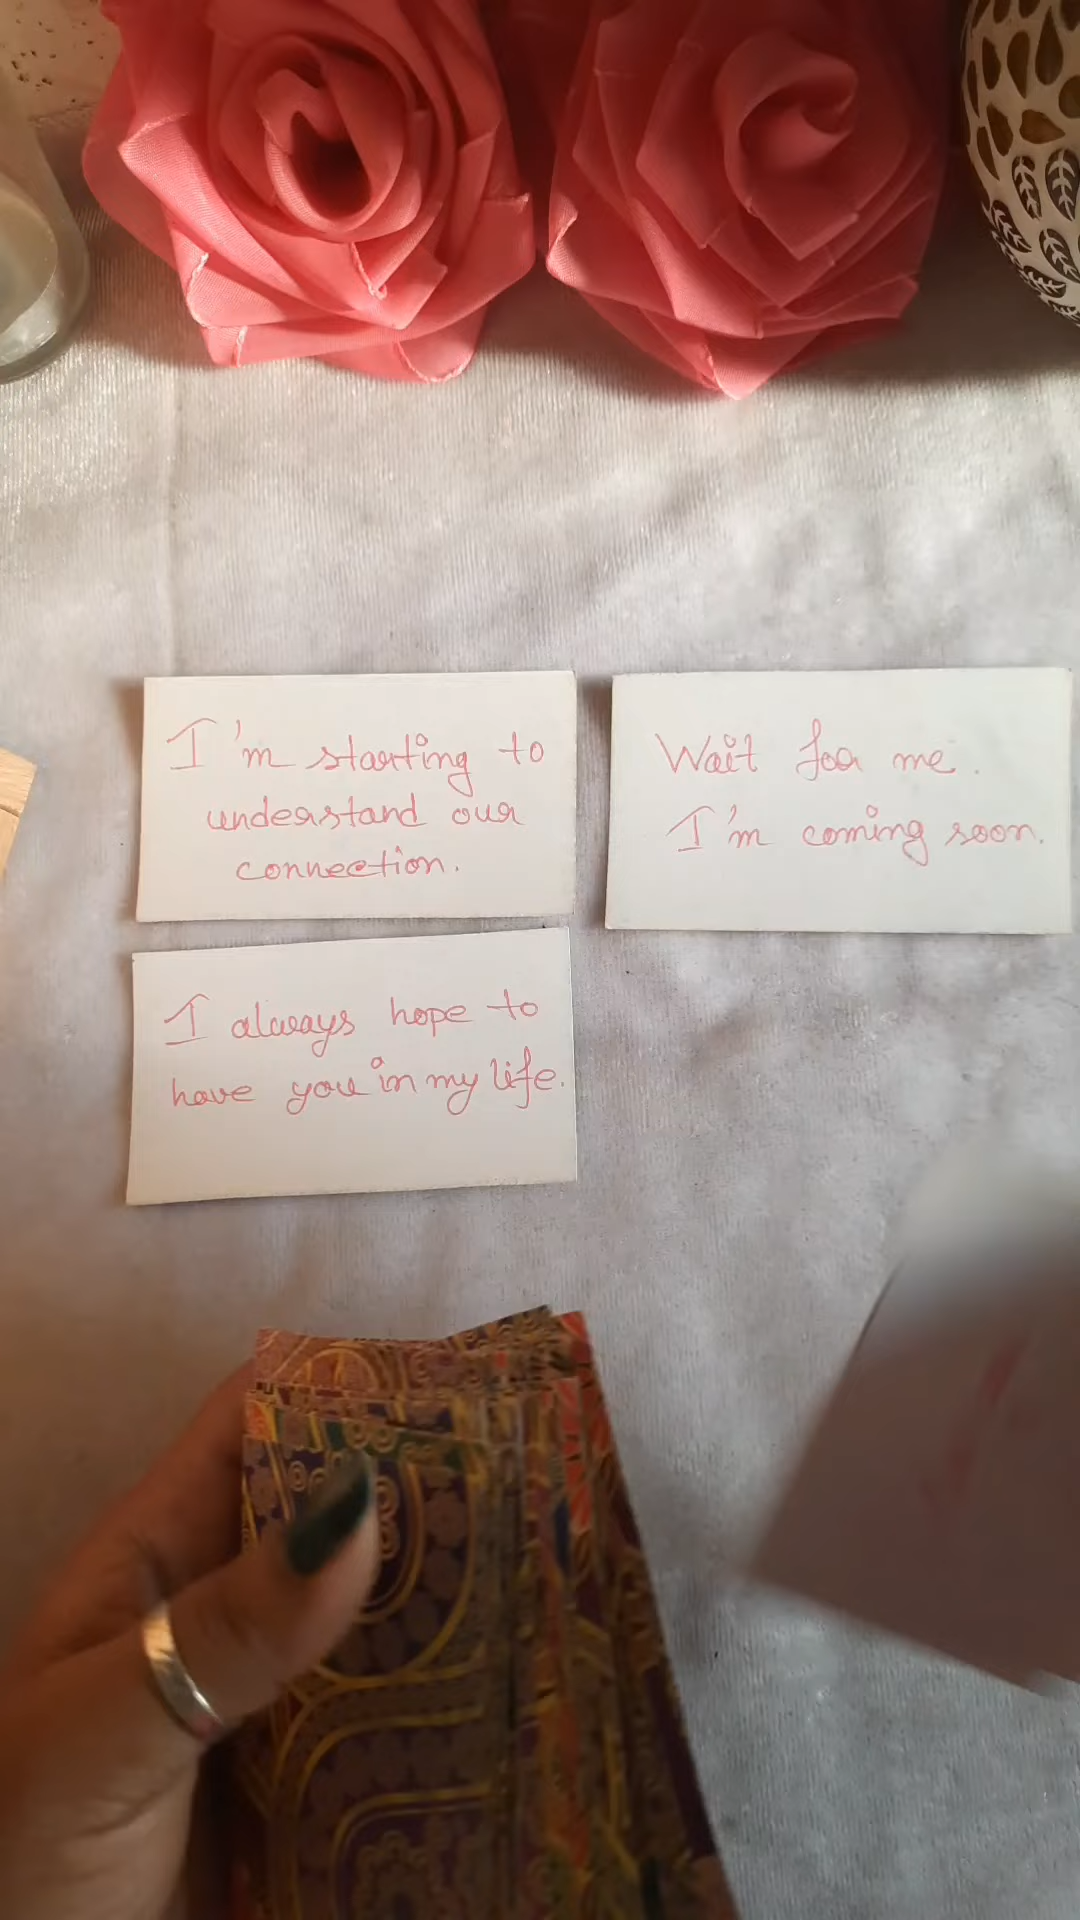 I'm starting to
understand our
connection.
Wait for me.
I'm coming soon.
I always hope to
have you in my life.